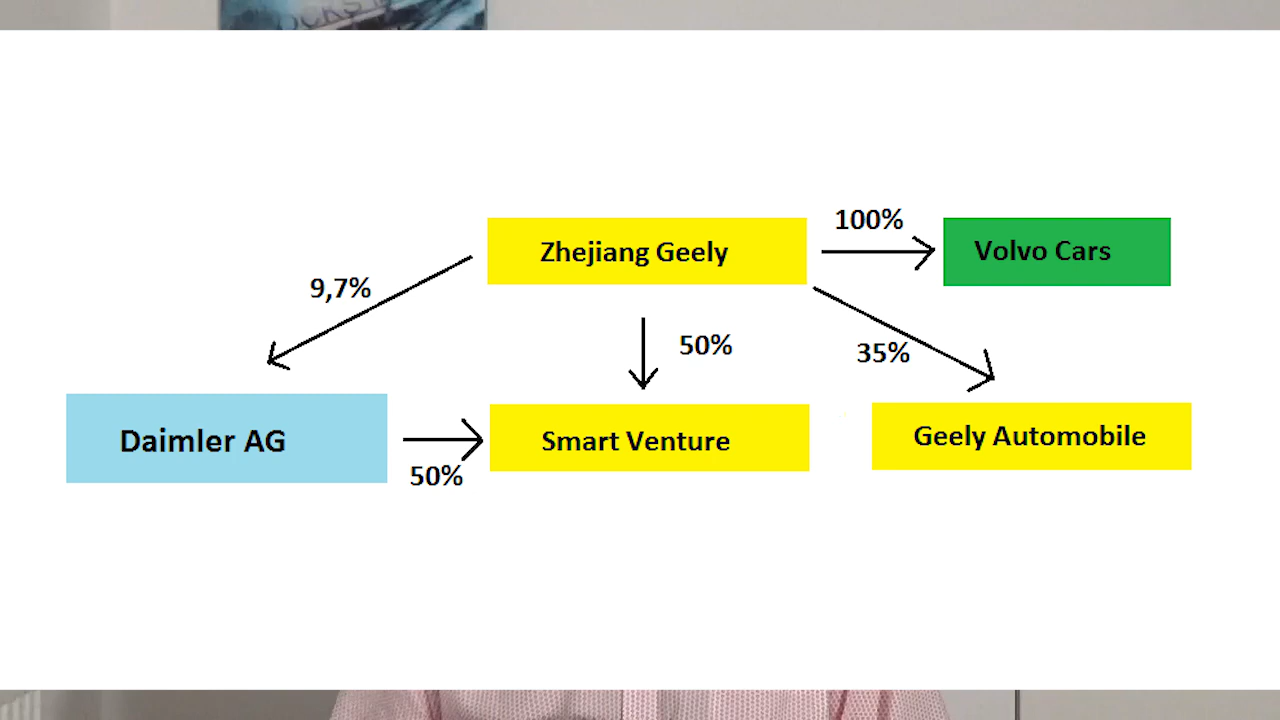 100%
Zhejiang Geely
Volvo Cars
9,7%
50%
35%
Daimler AG
Smart Venture
Geely Automobile
50%